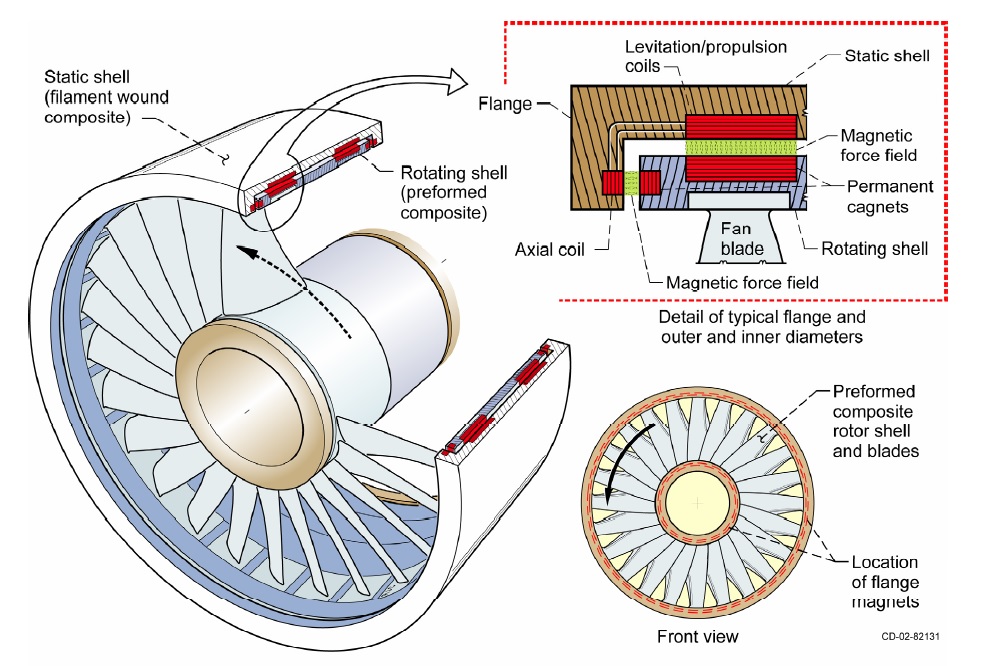 Static shell
(filament wound
composite)
Rotating shell
(preformed
composite)
Levitation/propulsion
coils
Static shell
Flange
Magnetic
force field
Permanent
cagnets
Fan
blade
Axial coil
Rotating shell
Magnetic force field
Detail of typical flange and
outer and inner diameters
Preformed
composite
rotor shell
and blades
Location
of flange
magnets
Front view
CD-02-82131